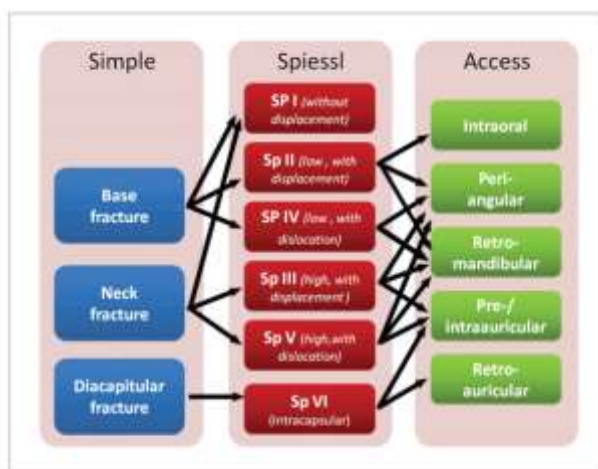 Simple
Base
fracture
Neck
fracture
Diacapitular
fracture
Spiessl
SP I (without
displacement)
Sp II (low , with
displacement)
SP IV (low , with
dislocation)
Sp III (high, with
displacement )
Sp V (high,with
dislocation)
Sp VI
(intracapsular)
Access
Intraoral
Peri-
angular
Retro-
mandibular
Pre-/
intraauricular
Retro-
auricular